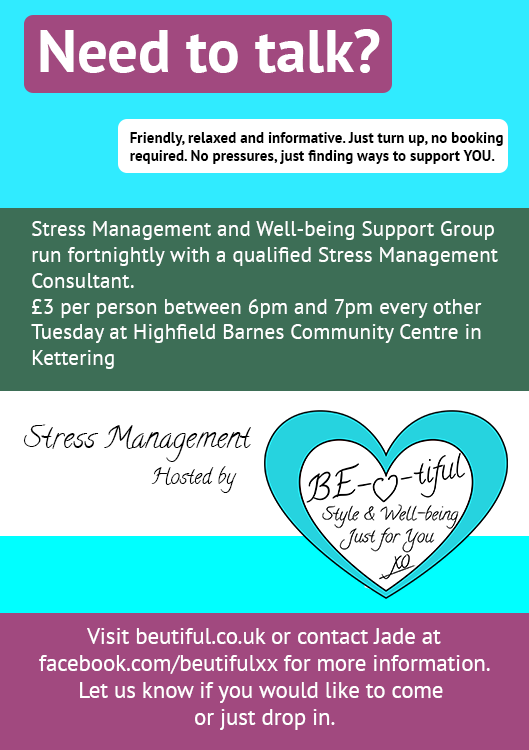 Need to talk?
Friendly, relaxed and informative. Just turn up, no booking
required. No pressures, just finding ways to support YOU.
Stress Management and Well-being Support Group
run fortnightly with a qualified Stress Management
Consultant.
£3 per person between 6pm and 7pm every other
Tuesday at Highfield Barnes Community Centre in
Kettering
Stress Management
Hosted by
BE-♡-tiful
Style & Well-being
Just for You
xo
Visit beutiful.co.uk or contact Jade at
facebook.com/beutifulxx for more information.
Let us know if you would like to come
or just drop in.